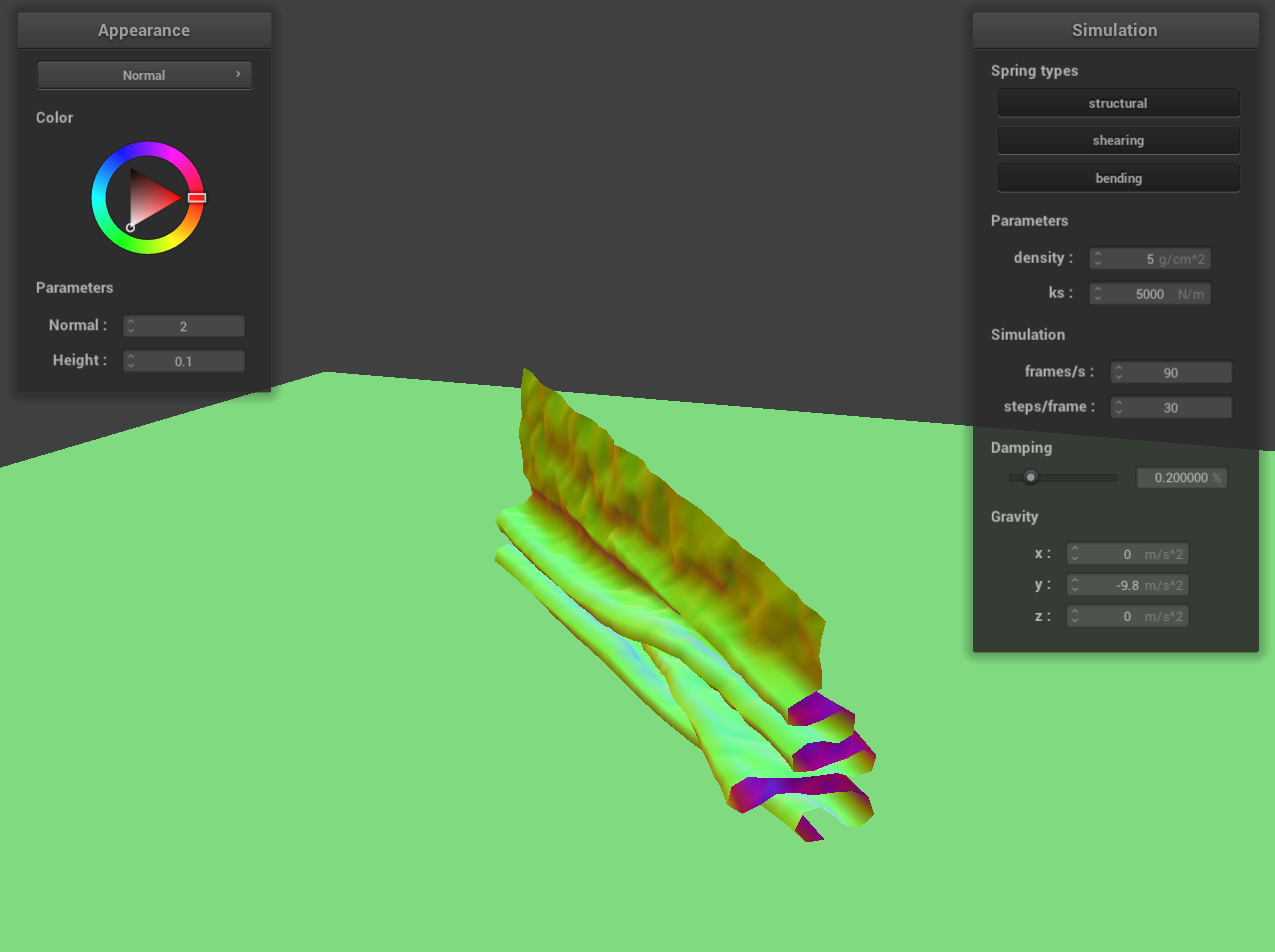 Appearance
Normal
Color
Parameters
Normal : 2
Height : 0.1
Simulation
Spring types
structural
shearing
bending
Parameters
density : 5 g/cm^2
ks : 5000 N/m
Simulation
frames/s : 90
steps/frame : 30
Damping
0.200000 %
Gravity
x : 0 m/s^2
y : -9.8 m/s^2
z : 0 m/s^2